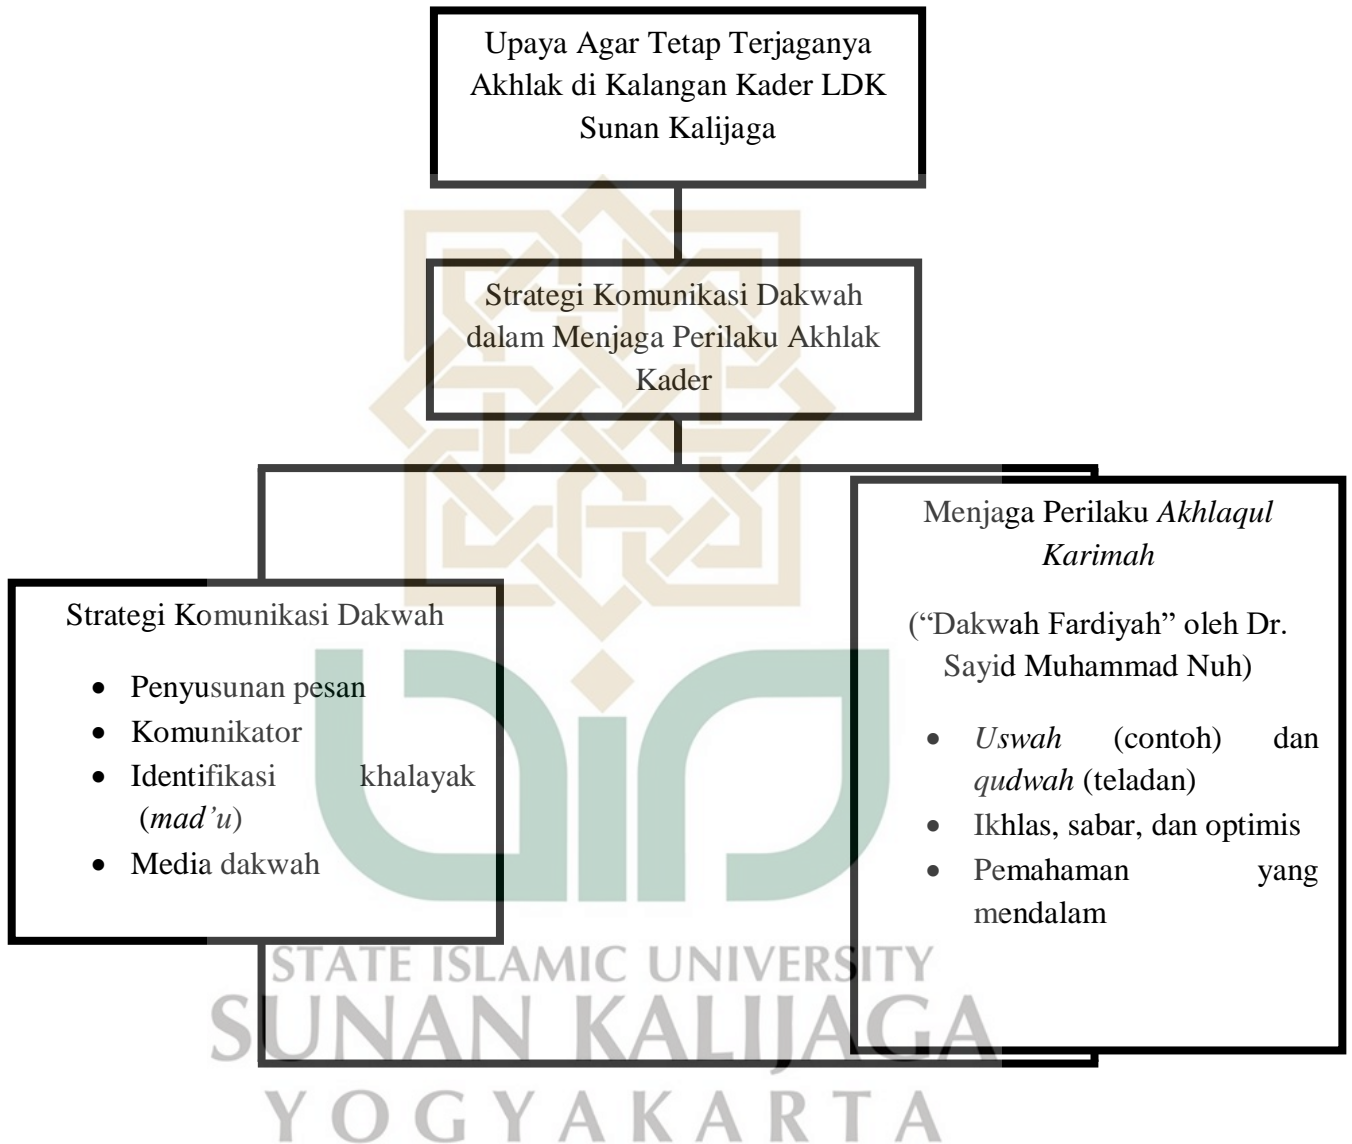 Upaya Agar Tetap Terjaganya
Akhlak di Kalangan Kader LDK
Sunan Kalijaga
Strategi Komunikasi Dakwah
dalam Menjaga Perilaku Akhlak
Kader
Strategi Komunikasi Dakwah
• Penyusunan pesan
• Komunikator
• Identifikasi khalayak
(mad’u)
• Media dakwah
Menjaga Perilaku Akhlaqul
Karimah
(“Dakwah Fardiyah” oleh Dr.
Sayid Muhammad Nuh)
• Uswah (contoh) dan
qudwah (teladan)
• Ikhlas, sabar, dan optimis
• Pemahaman yang
mendalam
STATE ISLAMIC UNIVERSITY
SUNAN KALIJAGA
YOGYAKARTA